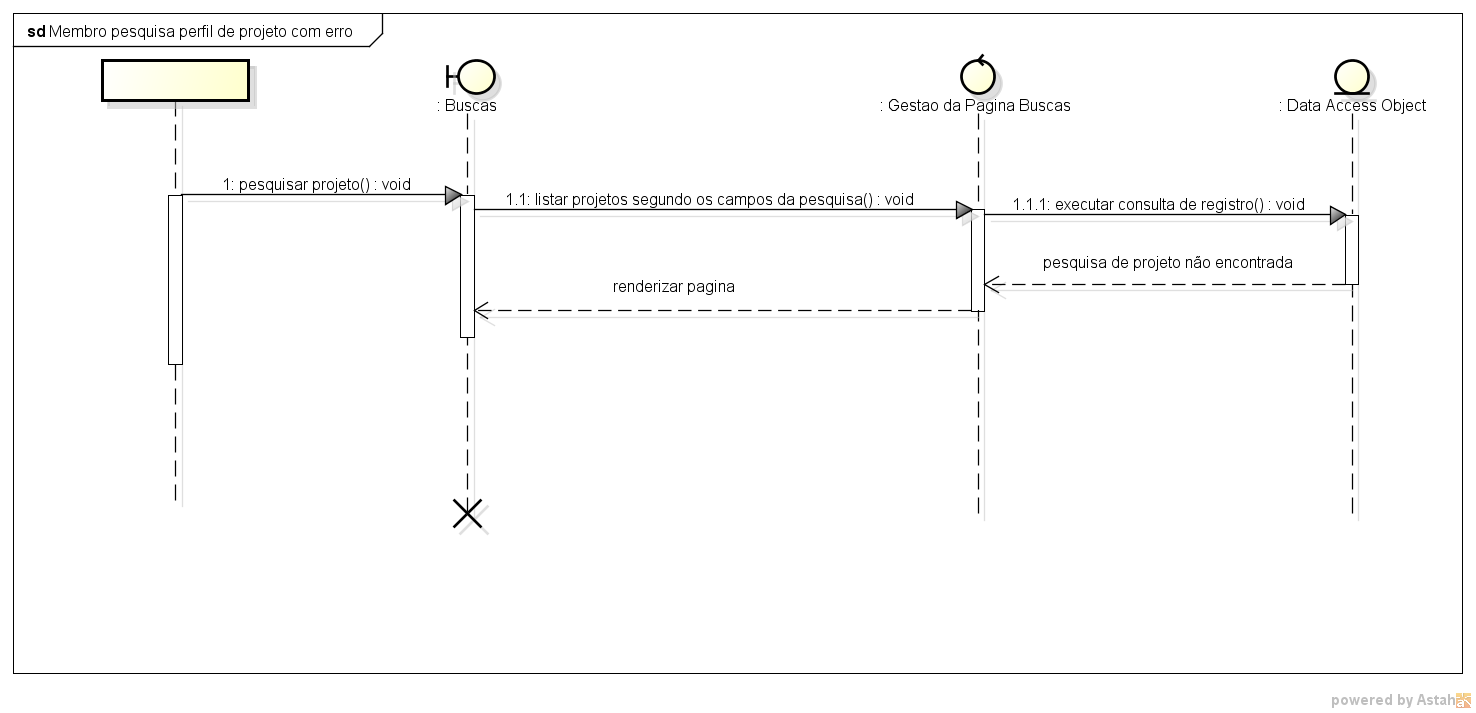 sd Membro pesquisa perfil de projeto com erro
: Buscas
: Gestao da Pagina Buscas
: Data Access Object
1: pesquisar projeto() : void
1.1: listar projetos segundo os campos da pesquisa() : void
1.1.1: executar consulta de registro() : void
pesquisa de projeto não encontrada
renderizar pagina
powered by Astah